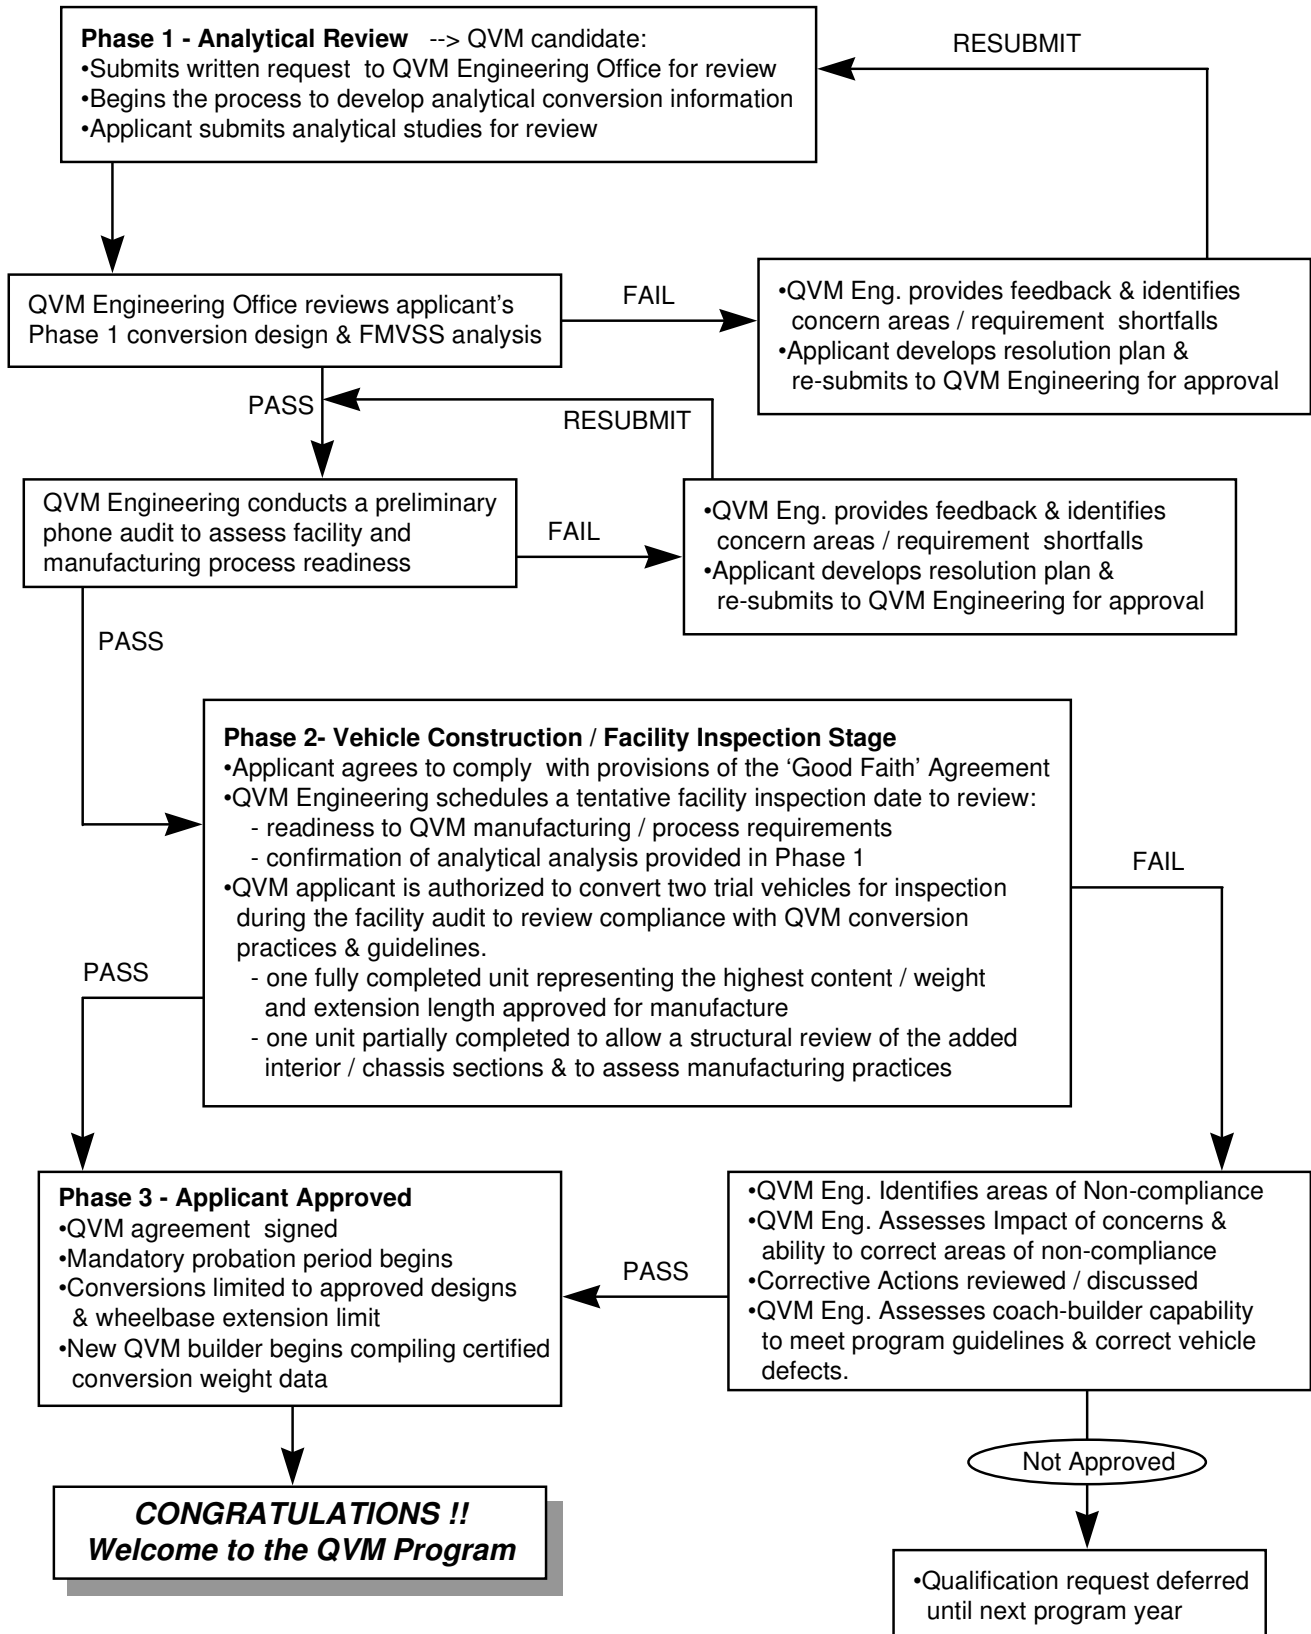 Phase 1 - Analytical Review --> QVM candidate:
•Submits written request to QVM Engineering Office for review
•Begins the process to develop analytical conversion information
•Applicant submits analytical studies for review
RESUBMIT
QVM Engineering Office reviews applicant's
Phase 1 conversion design & FMVSS analysis
FAIL
•QVM Eng. provides feedback & identifies
concern areas / requirement shortfalls
•Applicant develops resolution plan &
re-submits to QVM Engineering for approval
PASS
RESUBMIT
QVM Engineering conducts a preliminary
phone audit to assess facility and
manufacturing process readiness
FAIL
•QVM Eng. provides feedback & identifies
concern areas / requirement shortfalls
•Applicant develops resolution plan &
re-submits to QVM Engineering for approval
PASS
Phase 2- Vehicle Construction / Facility Inspection Stage
•Applicant agrees to comply with provisions of the ‘Good Faith’ Agreement
•QVM Engineering schedules a tentative facility inspection date to review:
- readiness to QVM manufacturing / process requirements
- confirmation of analytical analysis provided in Phase 1
•QVM applicant is authorized to convert two trial vehicles for inspection
during the facility audit to review compliance with QVM conversion
practices & guidelines.
- one fully completed unit representing the highest content / weight
and extension length approved for manufacture
- one unit partially completed to allow a structural review of the added
interior / chassis sections & to assess manufacturing practices
FAIL
PASS
Phase 3 - Applicant Approved
•QVM agreement signed
•Mandatory probation period begins
•Conversions limited to approved designs
& wheelbase extension limit
•New QVM builder begins compiling certified
conversion weight data
PASS
•QVM Eng. Identifies areas of Non-compliance
•QVM Eng. Assesses Impact of concerns &
ability to correct areas of non-compliance
•Corrective Actions reviewed / discussed
•QVM Eng. Assesses coach-builder capability
to meet program guidelines & correct vehicle
defects.
Not Approved
CONGRATULATIONS !!
Welcome to the QVM Program
•Qualification request deferred
until next program year